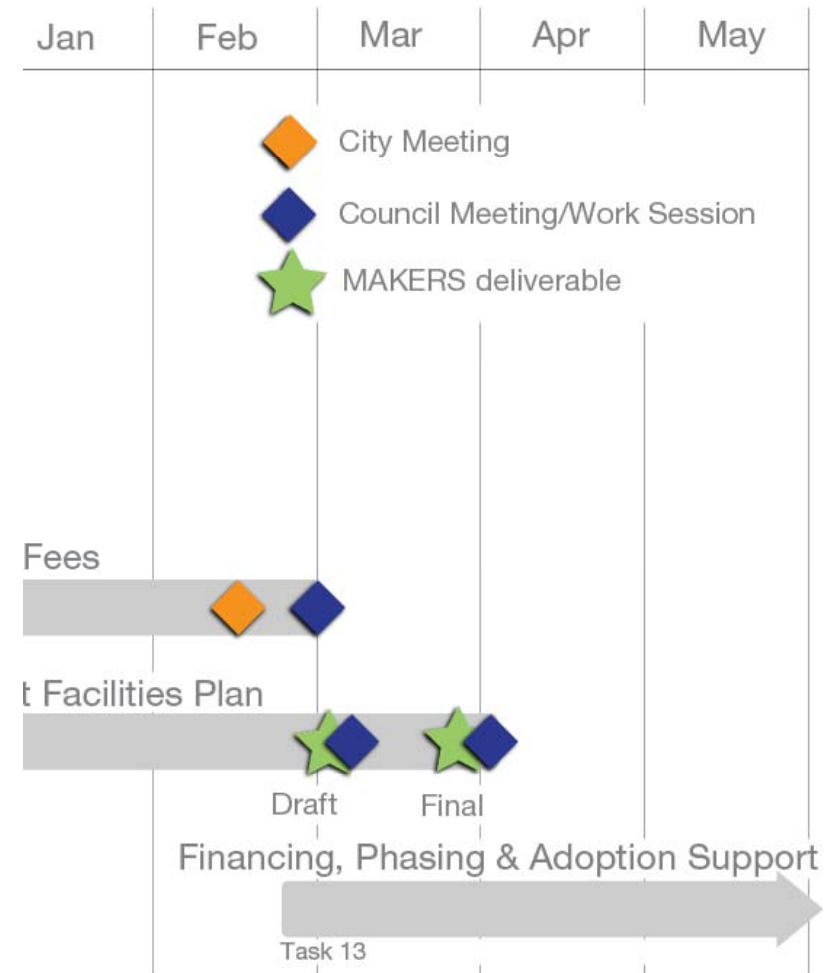 Jan Feb Mar Apr May
City Meeting
Council Meeting/Work Session
MAKERS deliverable
Fees
t Facilities Plan
Draft Final
Financing, Phasing & Adoption Support
Task 13